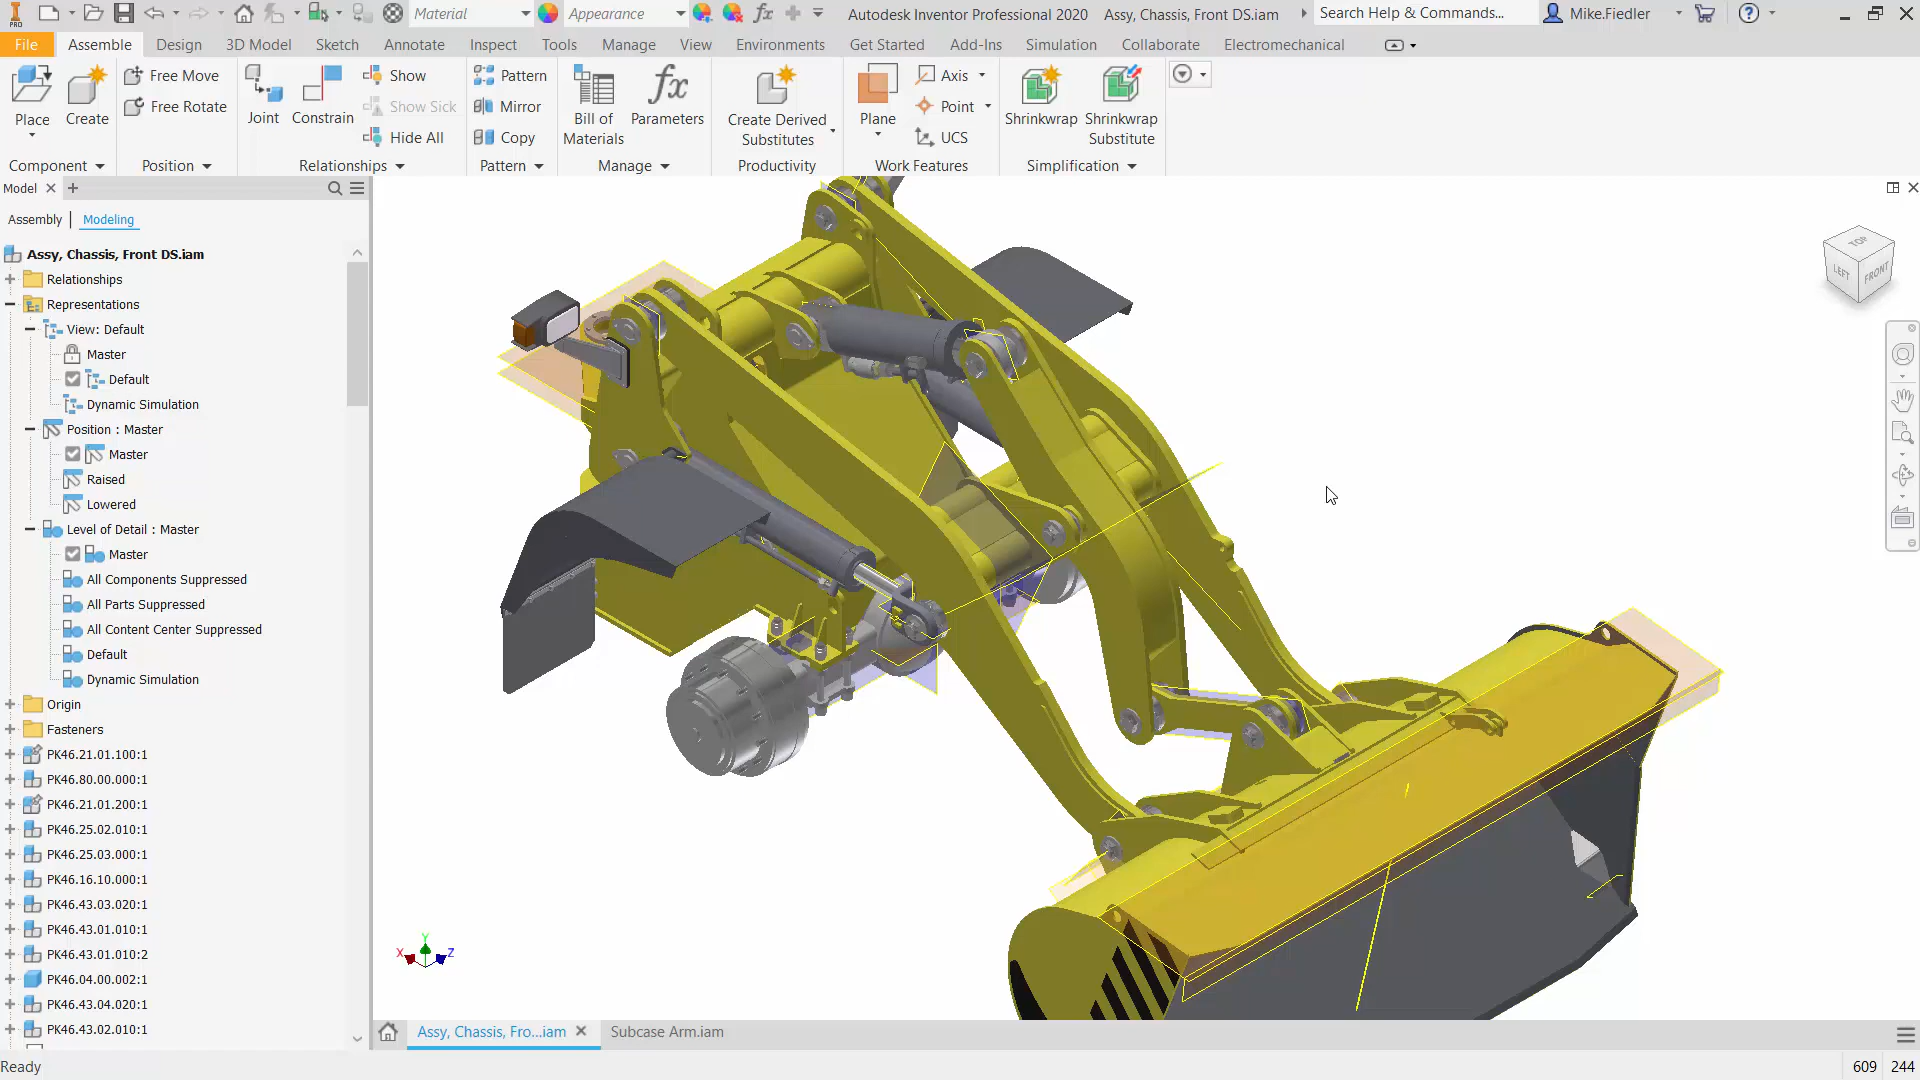 PRO
Material
Appearance
Autodesk Inventor Professional 2020
Assy, Chassis, Front DS.iam
Search Help & Commands...
Mike.Fiedler
File
Assemble
Design
3D Model
Sketch
Annotate
Inspect
Tools
Manage
View
Environments
Get Started
Add-Ins
Simulation
Collaborate
Electromechanical
Place
Create
Free Move
Free Rotate
Joint
Constrain
Show
Show Sick
Hide All
Pattern
Mirror
Copy
Bill of
Materials
Parameters
Create Derived
Substitutes
Plane
Axis
Point
UCS
Shrinkwrap
Shrinkwrap
Substitute
Component
Position
Relationships
Pattern
Manage
Productivity
Work Features
Simplification
Model
Assembly
Modeling
Assy, Chassis, Front DS.iam
Relationships
Representations
View: Default
Master
Default
Dynamic Simulation
Position : Master
Master
Raised
Lowered
Level of Detail : Master
Master
All Components Suppressed
All Parts Suppressed
All Content Center Suppressed
Default
Dynamic Simulation
Origin
Fasteners
PK46.21.01.100:1
PK46.80.00.000:1
PK46.21.01.200:1
PK46.25.02.010:1
PK46.25.03.000:1
PK46.16.10.000:1
PK46.43.03.020:1
PK46.43.01.010:1
PK46.43.01.010:2
PK46.04.00.002:1
PK46.43.04.020:1
PK46.43.02.010:1
TOP
LEFT
FRONT
X
Y
Z
Assy, Chassis, Fro...iam
Subcase Arm.iam
Ready
609
244